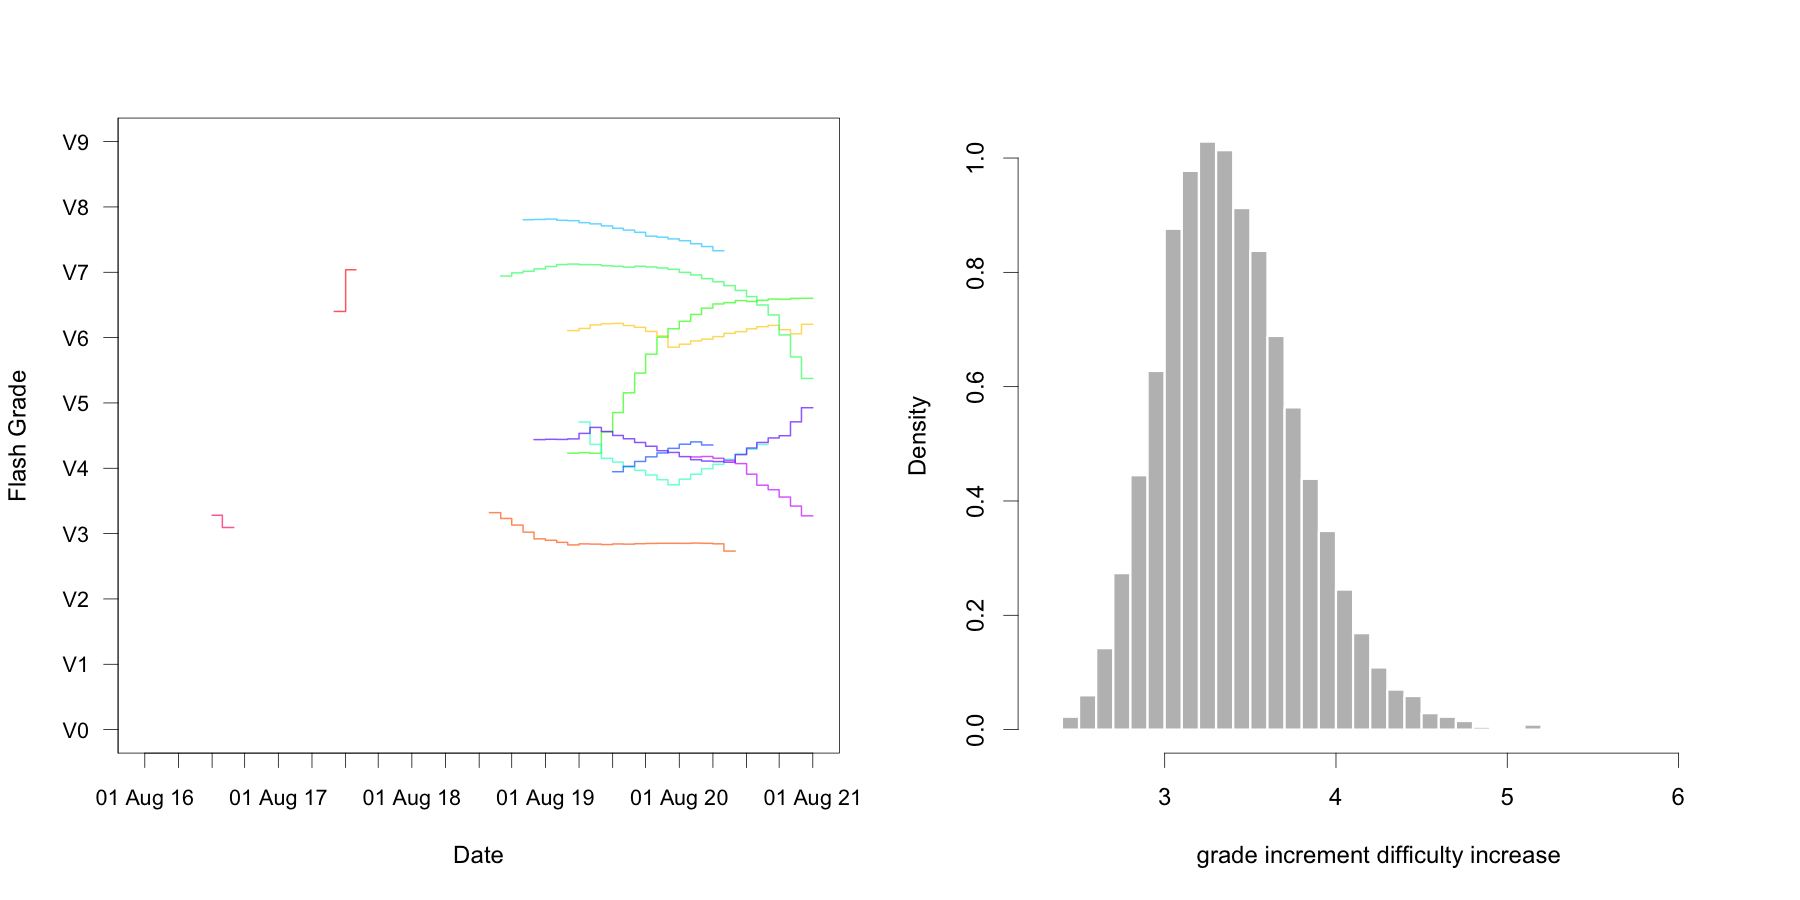 V9
V8
V7
V6
V5
V4
V3
V2
V1
V0
Flash Grade
01 Aug 16 01 Aug 17 01 Aug 18 01 Aug 19 01 Aug 20 01 Aug 21
Date
1.0
0.8
0.6
0.4
0.2
0.0
Density
3 4 5 6
grade increment difficulty increase